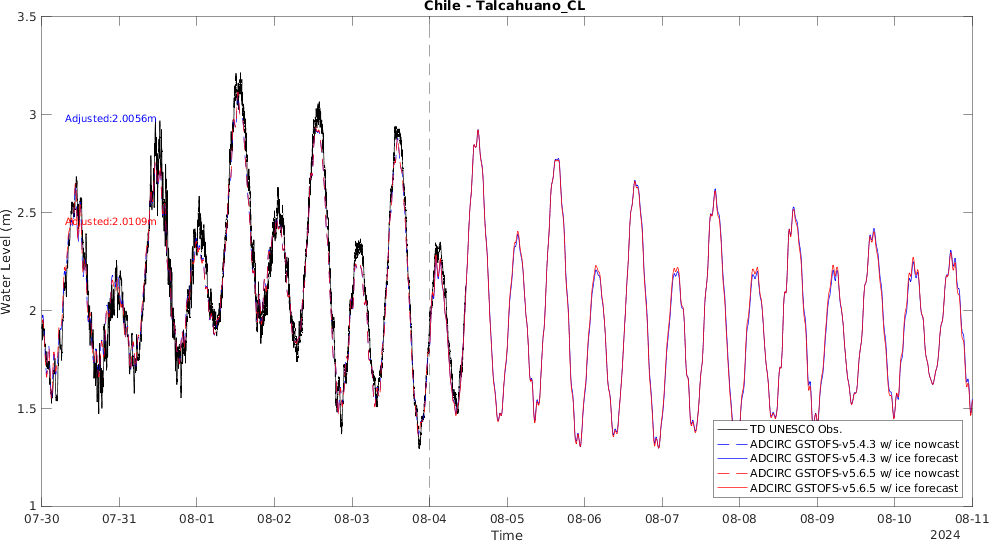 Chile - Talcahuano_CL
3.5
3
2.5
2
1.5
1
Water Level (m)
Adjusted:2.0056m
Adjusted:2.0109m
TD UNESCO Obs.
ADCIRC GSTOFS-v5.4.3 w/ ice nowcast
ADCIRC GSTOFS-v5.4.3 w/ ice forecast
ADCIRC GSTOFS-v5.6.5 w/ ice nowcast
ADCIRC GSTOFS-v5.6.5 w/ ice forecast
07-30 07-31 08-01 08-02 08-03 08-04 08-05 08-06 08-07 08-08 08-09 08-10 08-11
Time
2024